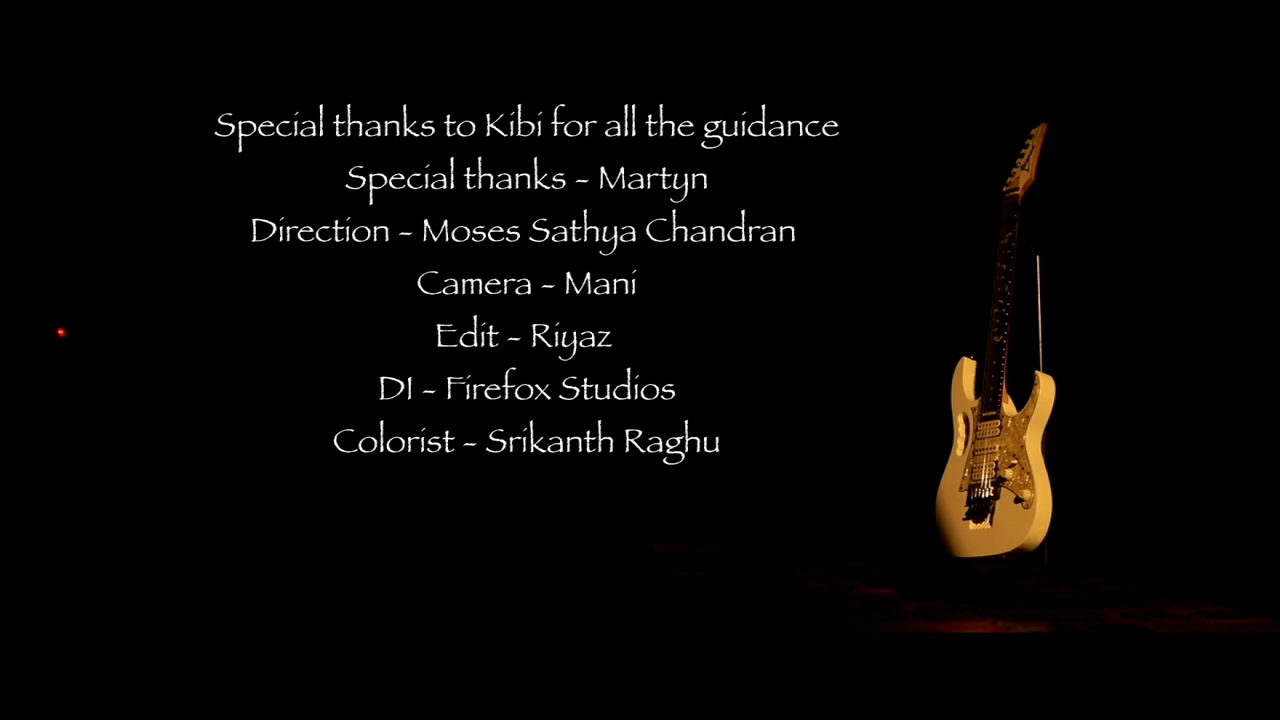 Special thanks to Kibi for all the guidance
Special thanks - Martyn
Direction - Moses Sathya Chandran
Camera - Mani
Edit - Riyaz
DI - Firefox Studios
Colorist - Srikanth Raghu